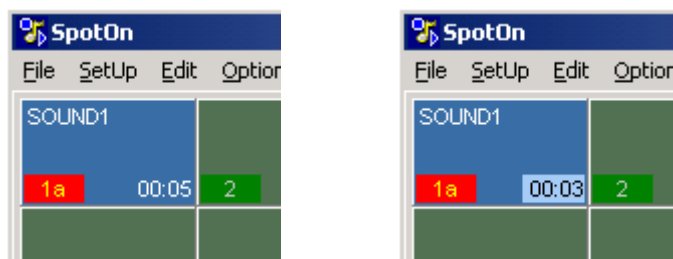 SpotOn
File SetUp Edit Option
SOUND1
1a 00:05 2
SpotOn
File SetUp Edit Option
SOUND1
1a 00:03 2